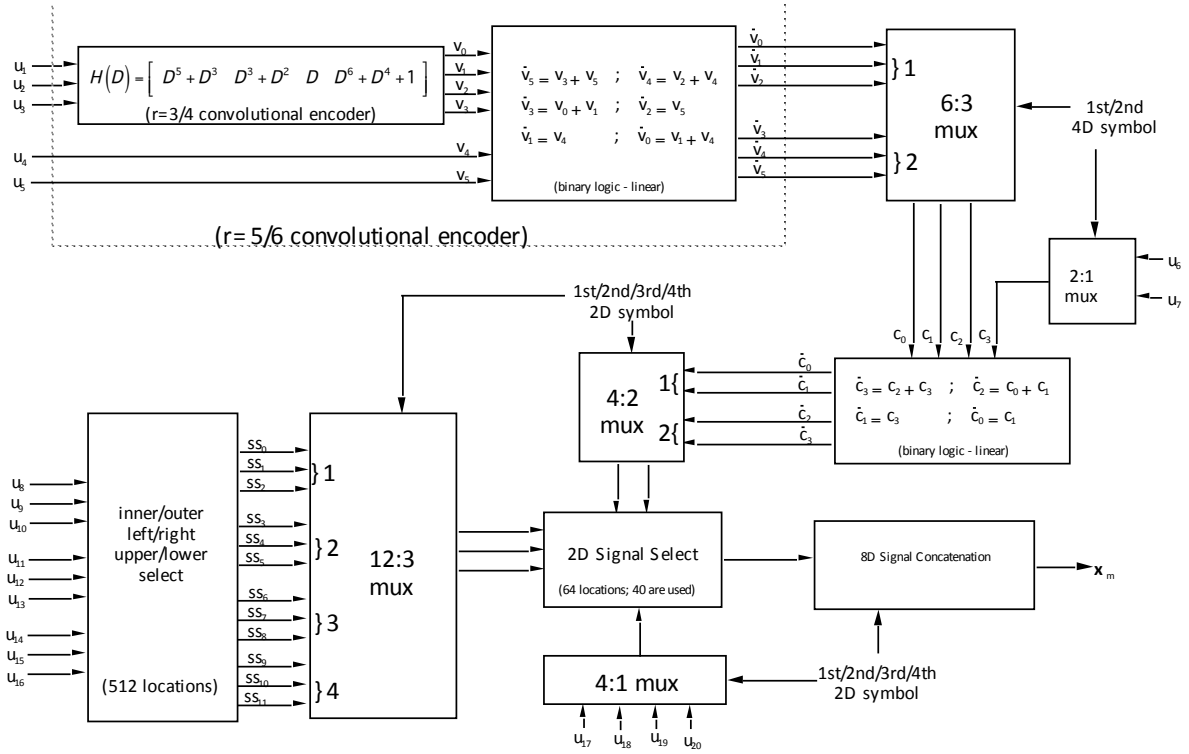 u₁
u₂
u₃
H(D) = [ D⁵ + D³   D³ + D²   D   D⁶ + D⁴ + 1 ]
(r=3/4 convolutional encoder)
v₀
v₁
v₂
v₃
u₄
v₄
u₅
v₅
v̇₅ = v₃ + v₅ ; v̇₄ = v₂ + v₄
v̇₃ = v₀ + v₁ ; v̇₂ = v₅
v̇₁ = v₄ ; v̇₀ = v₁ + v₄
(binary logic - linear)
(r= 5/6 convolutional encoder)
v̇₀
v̇₁
v̇₂
v̇₃
v̇₄
v̇₅
} 1
} 2
6:3
mux
1st/2nd
4D symbol
2:1
mux
u₆
u₇
c₀
c₁
c₂
c₃
ċ₃ = c₂ + c₃ ; ċ₂ = c₀ + c₁
ċ₁ = c₃ ; ċ₀ = c₁
(binary logic - linear)
ċ₀
ċ₁
ċ₂
ċ₃
1st/2nd/3rd/4th
2D symbol
1{
2{
4:2
mux
u₈
u₉
u₁₀
u₁₁
u₁₂
u₁₃
u₁₄
u₁₅
u₁₆
inner/outer
left/right
upper/lower
select
(512 locations)
ss₀
ss₁
ss₂
ss₃
ss₄
ss₅
ss₆
ss₇
ss₈
ss₉
ss₁₀
ss₁₁
} 1
} 2
} 3
} 4
12:3
mux
2D Signal Select
(64 locations; 40 are used)
8D Signal Concatenation
x ₘ
4:1 mux
1st/2nd/3rd/4th
2D symbol
u₁₇
u₁₈
u₁₉
u₂₀